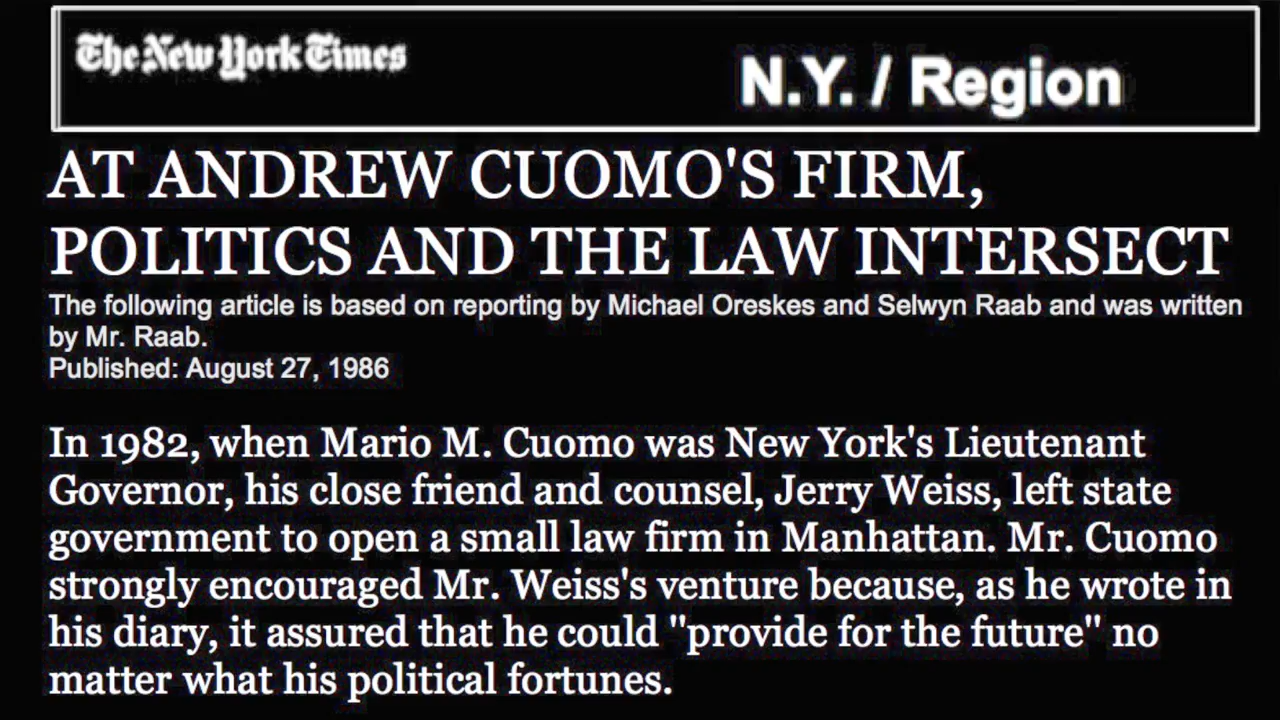 The New York Times
N.Y. / Region
AT ANDREW CUOMO'S FIRM,
POLITICS AND THE LAW INTERSECT
The following article is based on reporting by Michael Oreskes and Selwyn Raab and was written
by Mr. Raab.
Published: August 27, 1986
In 1982, when Mario M. Cuomo was New York's Lieutenant
Governor, his close friend and counsel, Jerry Weiss, left state
government to open a small law firm in Manhattan. Mr. Cuomo
strongly encouraged Mr. Weiss's venture because, as he wrote in
his diary, it assured that he could "provide for the future" no
matter what his political fortunes.